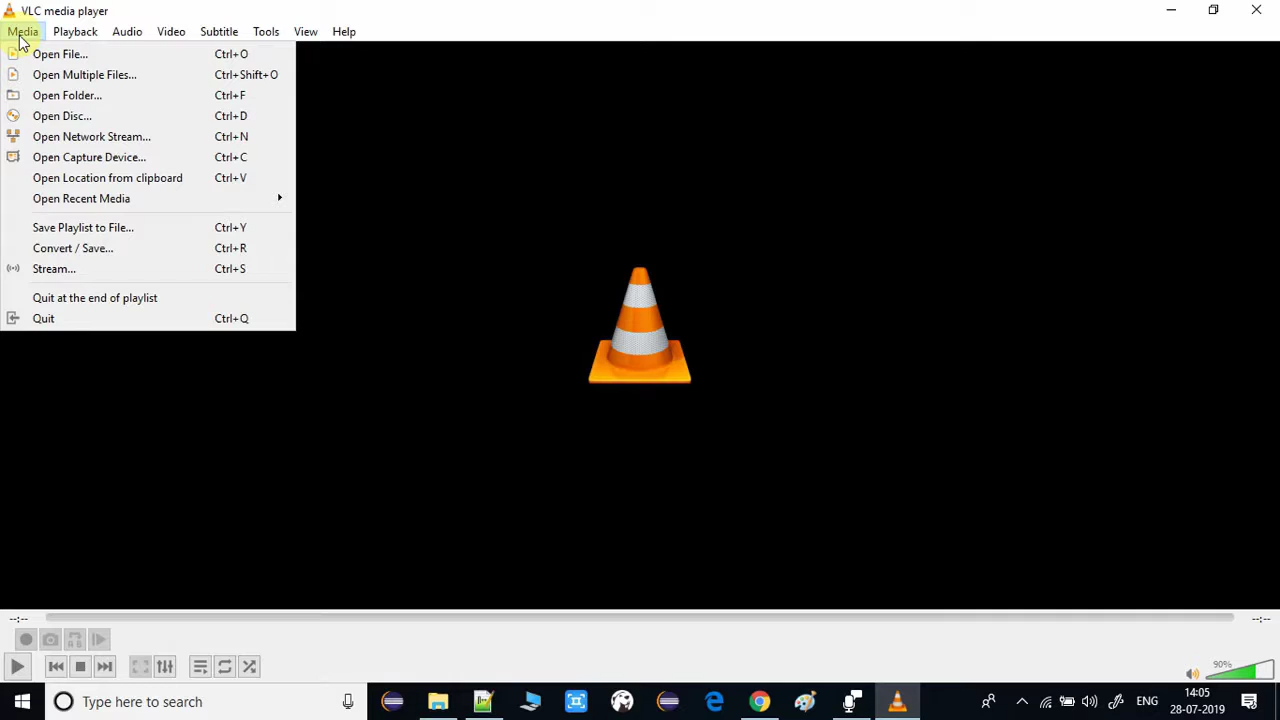 VLC media player
Media Playback Audio Video Subtitle Tools View Help
Open File... Ctrl+O
Open Multiple Files... Ctrl+Shift+O
Open Folder... Ctrl+F
Open Disc... Ctrl+D
Open Network Stream... Ctrl+N
Open Capture Device... Ctrl+C
Open Location from clipboard Ctrl+V
Open Recent Media
Save Playlist to File... Ctrl+Y
Convert / Save... Ctrl+R
Stream... Ctrl+S
Quit at the end of playlist
Quit Ctrl+Q
--:-- --:--
90%
Type here to search
ENG
14:05
28-07-2019